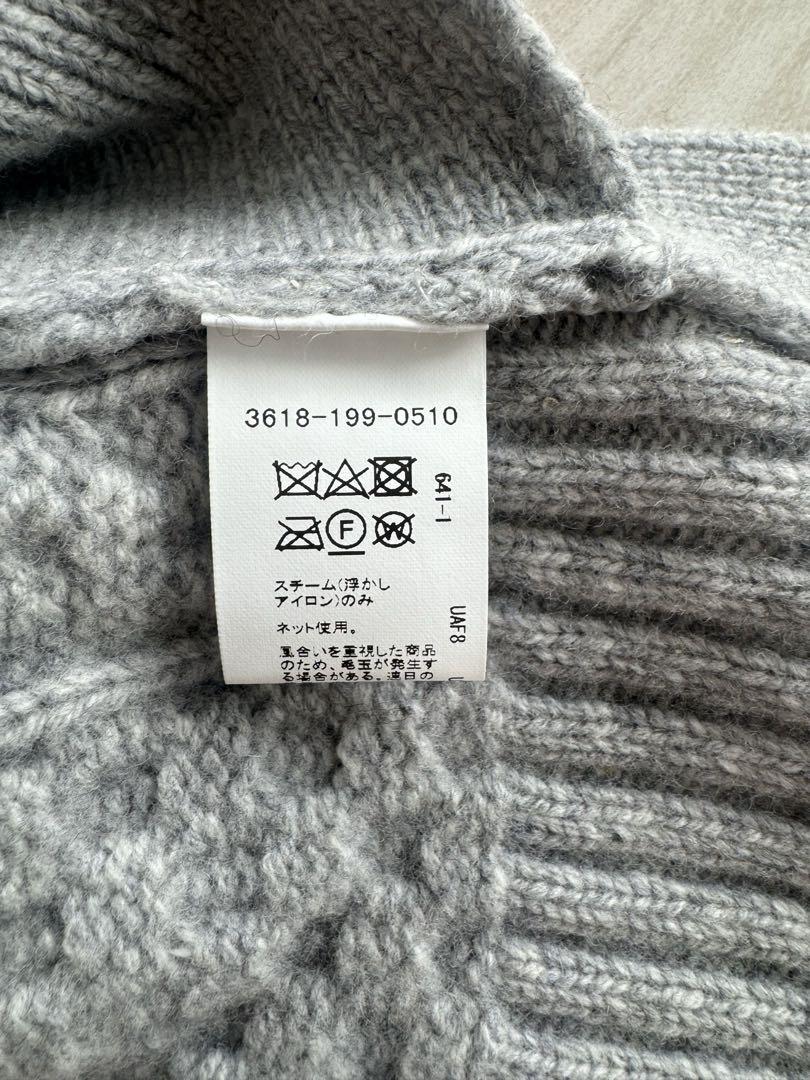 3618-199-0510
641-1
F
W
スチーム(浮かし
アイロン)のみ
ネット使用。
UAF8
風合いを重視した商品
のため、毛玉が発生す
る場合がある。連日の